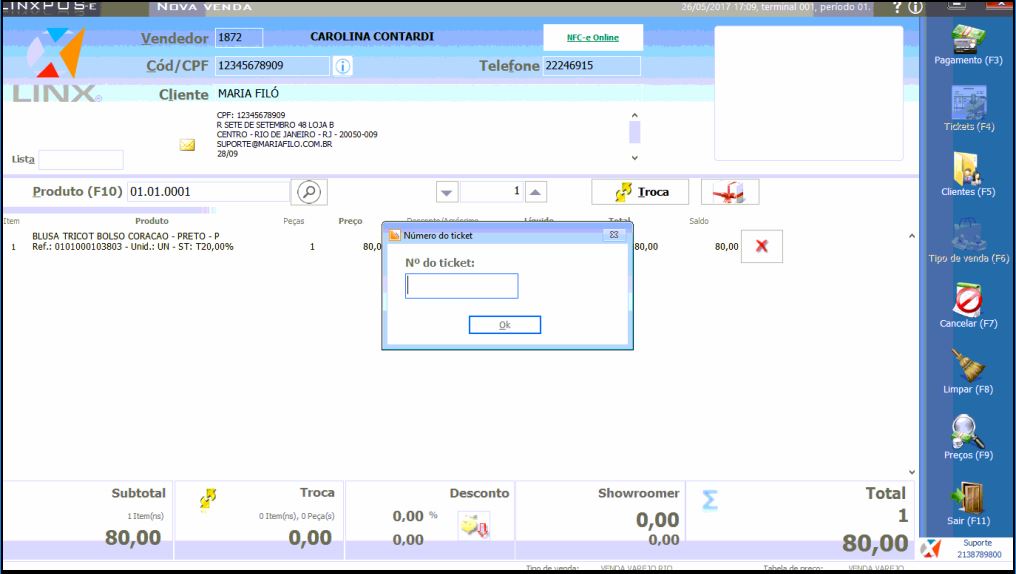 LINXPOS-E NOVA VENDA 26/05/2017 17:09, terminal 001, período 01. ? i
Vendedor 1872 CAROLINA CONTARDI NFC-e Online
Cód/CPF 12345678909 Telefone 22246915
LINX
Cliente MARIA FILÓ
CPF: 12345678909
R SETE DE SETEMBRO 48 LOJA B
CENTRO - RIO DE JANEIRO - RJ - 20050-009
SUPORTE@MARIAFILO.COM.BR
28/09
Lista
Produto (F10) 01.01.0001 1 Troca
Item Produto Peças Preço Desconto/Acréscimo Líquido Total Saldo
BLUSA TRICOT BOLSO CORACAO - PRETO - P
1 Ref.: 0101000103803 - Unid.: UN - ST: T20,00% 1 80,0 80,00 80,00
Número do ticket
Nº do ticket:
Ok
Pagamento (F3)
Tickets (F4)
Clientes (F5)
Tipo de venda (F6)
Cancelar (F7)
Limpar (F8)
Preços (F9)
Sair (F11)
Suporte
2138789800
Subtotal
1 Item(ns)
80,00
Troca
0 Item(ns), 0 Peça(s)
0,00
Desconto
0,00 %
0,00
Showroomer
0,00
0,00
Total
1
80,00
Tipo de venda: VENDA VAREJO RIO Tabela de preço: VENDA VAREJO